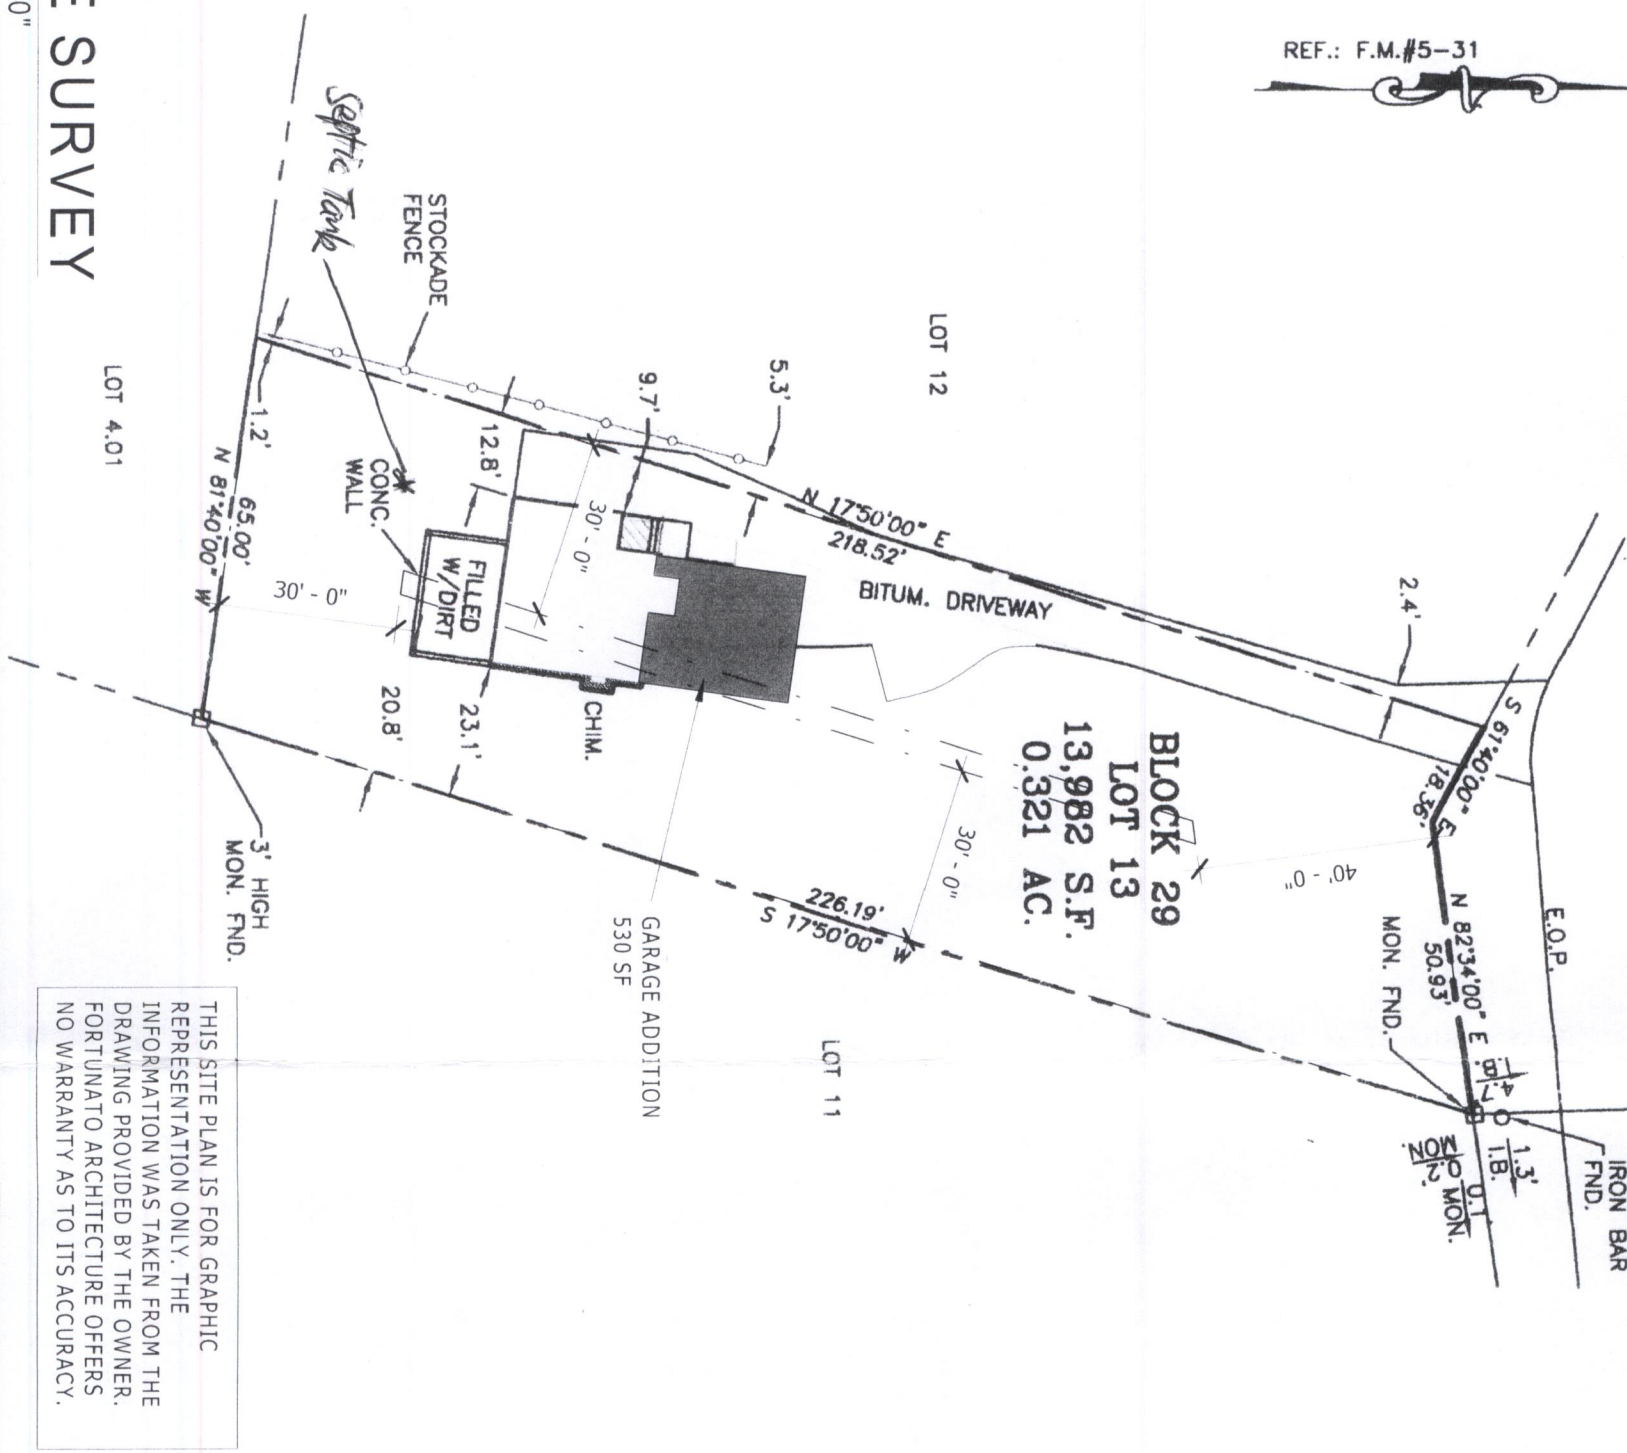 REF.: F.M.#5-31
E SURVEY
0"
Septic Tank
STOCKADE
FENCE
LOT 12
LOT 4.01
5.3'
9.7'
12.8'
1.2'
CONC.
WALL
65.00'
N 81°40'00" W
30' - 0"
30' - 0"
FILLED
W/DIRT
N 17°50'00" E
218.52'
BITUM. DRIVEWAY
2.4'
S 61°40'00" E
18.36'
20.8'
23.1'
CHIM.
BLOCK 29
LOT 13
13,982 S.F.
0.321 AC.
30' - 0"
40' - 0"
N 82°34'00" E
50.93'
E.O.P.
MON. FND.
3' HIGH
MON. FND.
226.19'
S 17°50'00" W
GARAGE ADDITION
530 SF
LOT 11
1.3'
I.B.
MON.
IRON BAR
FND.
THIS SITE PLAN IS FOR GRAPHIC
REPRESENTATION ONLY. THE
INFORMATION WAS TAKEN FROM THE
DRAWING PROVIDED BY THE OWNER.
FORTUNATO ARCHITECTURE OFFERS
NO WARRANTY AS TO ITS ACCURACY.